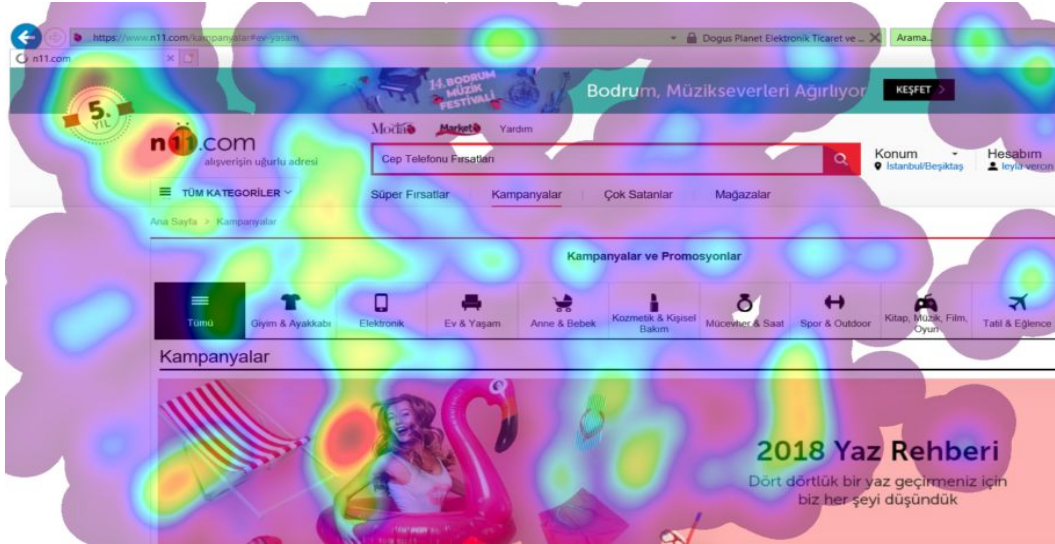 https://www.n11.com/kampanyalar#ev-yasam
Dogus Planet Elektronik Ticaret ve ...
Arama...
n11.com
14. BODRUM
MÜZİK
FESTİVALİ
Bodrum, Müzikseverleri Ağırlıyor
KEŞFET >
5.
YIL
n11.com
alışverişin uğurlu adresi
Moda
Market
Yardım
Cep Telefonu Fırsatları
Konum
İstanbul/Beşiktaş
Hesabım
leyla vercin
TÜM KATEGORİLER
Süper Fırsatlar
Kampanyalar
Çok Satanlar
Mağazalar
Ana Sayfa > Kampanyalar
Kampanyalar ve Promosyonlar
Tümü
Giyim & Ayakkabı
Elektronik
Ev & Yaşam
Anne & Bebek
Kozmetik & Kişisel
Bakım
Mücevher & Saat
Spor & Outdoor
Kitap, Müzik, Film,
Oyun
Tatil & Eğlence
Kampanyalar
2018 Yaz Rehberi
Dört dörtlük bir yaz geçirmeniz için
biz her şeyi düşündük